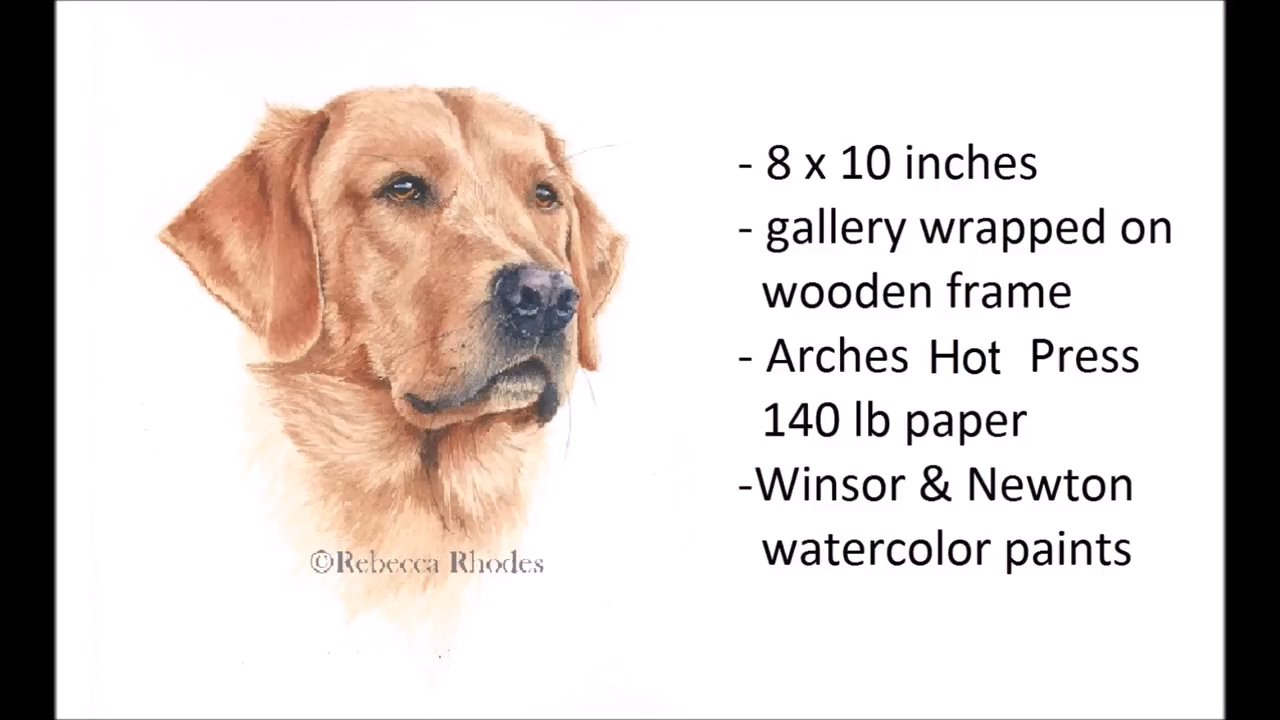 - 8 x 10 inches
- gallery wrapped on
wooden frame
- Arches Hot Press
140 lb paper
-Winsor & Newton
watercolor paints
©Rebecca Rhodes